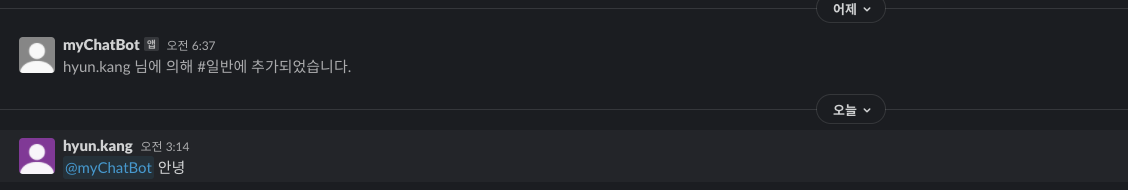 어제
myChatBot 앱 오전 6:37
hyun.kang 님에 의해 #일반에 추가되었습니다.
오늘
hyun.kang 오전 3:14
@myChatBot 안녕